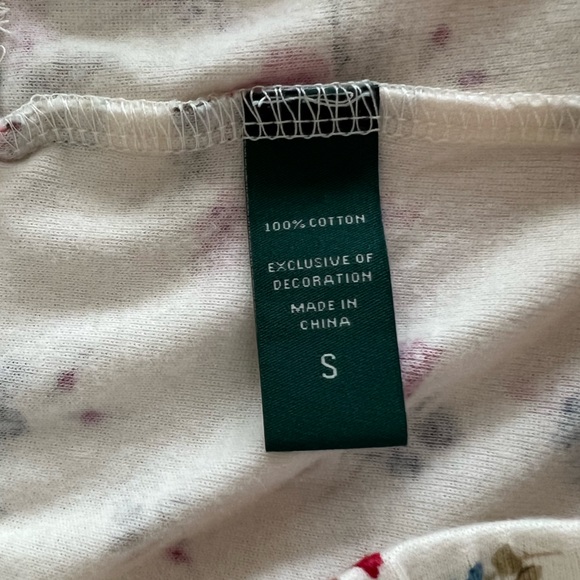 100% COTTON
EXCLUSIVE OF
DECORATION
MADE IN
CHINA
S